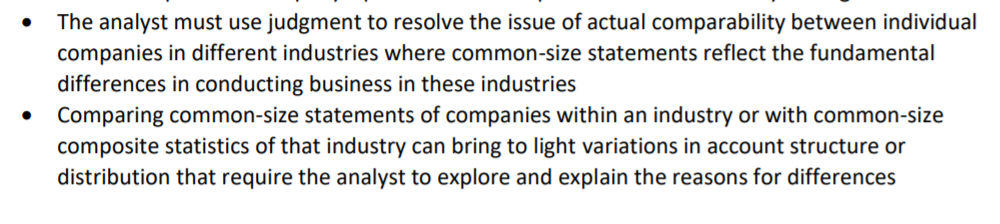 • The analyst must use judgment to resolve the issue of actual comparability between individual
companies in different industries where common-size statements reflect the fundamental
differences in conducting business in these industries
• Comparing common-size statements of companies within an industry or with common-size
composite statistics of that industry can bring to light variations in account structure or
distribution that require the analyst to explore and explain the reasons for differences